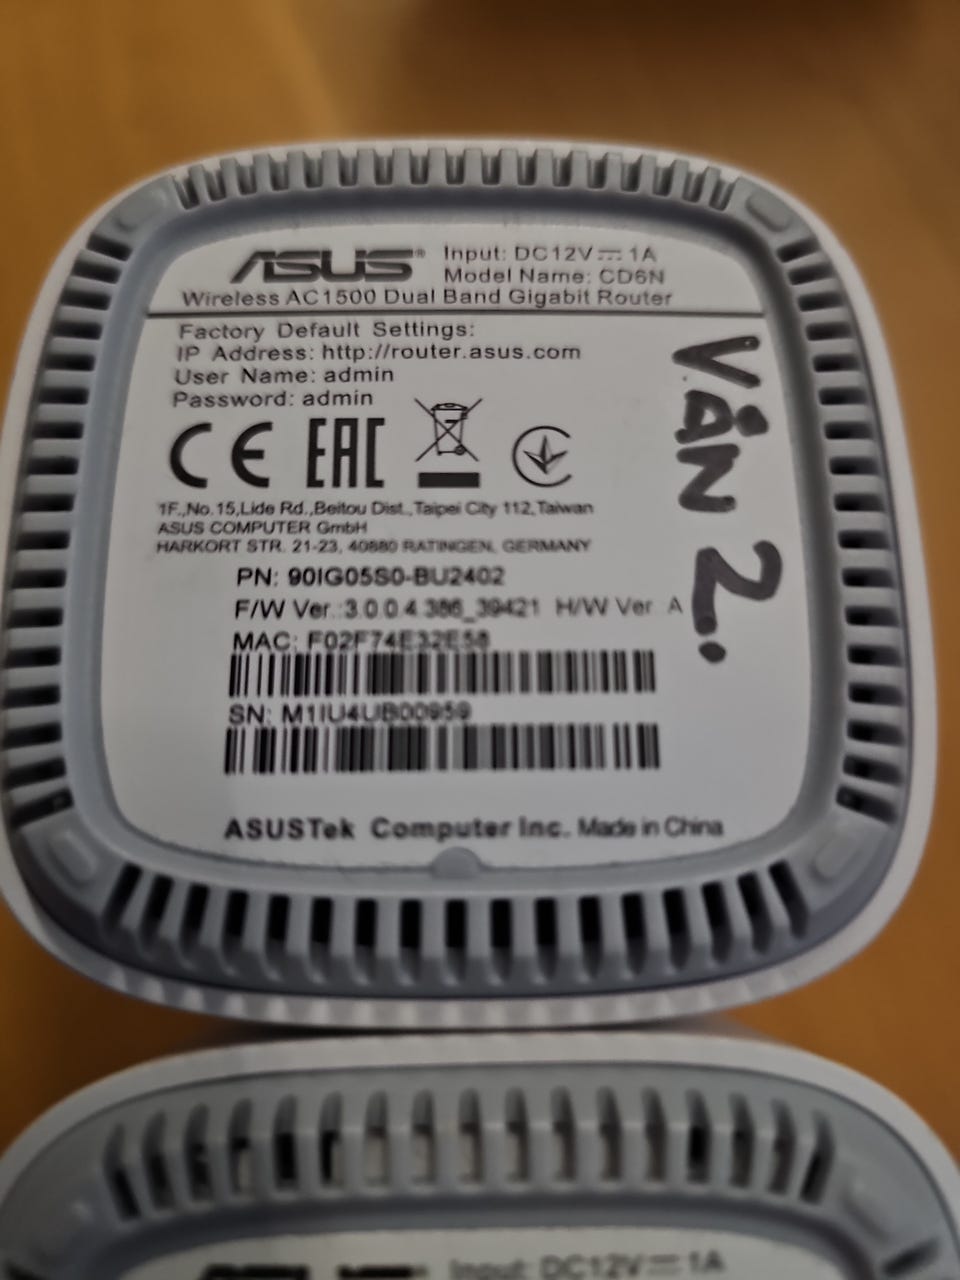 ASUS®
Input: DC12V⎓1A
Model Name: CD6N
Wireless AC1500 Dual Band Gigabit Router
Factory Default Settings:
IP Address: http://router.asus.com
User Name: admin
Password: admin
CE EAC
1F.,No.15,Lide Rd.,Beitou Dist.,Taipei City 112,Taiwan
ASUS COMPUTER GmbH
HARKORT STR. 21-23, 40880 RATINGEN, GERMANY
PN: 90IG05S0-BU2402
F/W Ver.:3.0.0.4.386_39421 H/W Ver A
MAC: F02F74E32E58
SN: M1IU4UB00959
ASUSTek Computer Inc. Made in China
Vån 2.
ASUS
Input: DC12V⎓1A